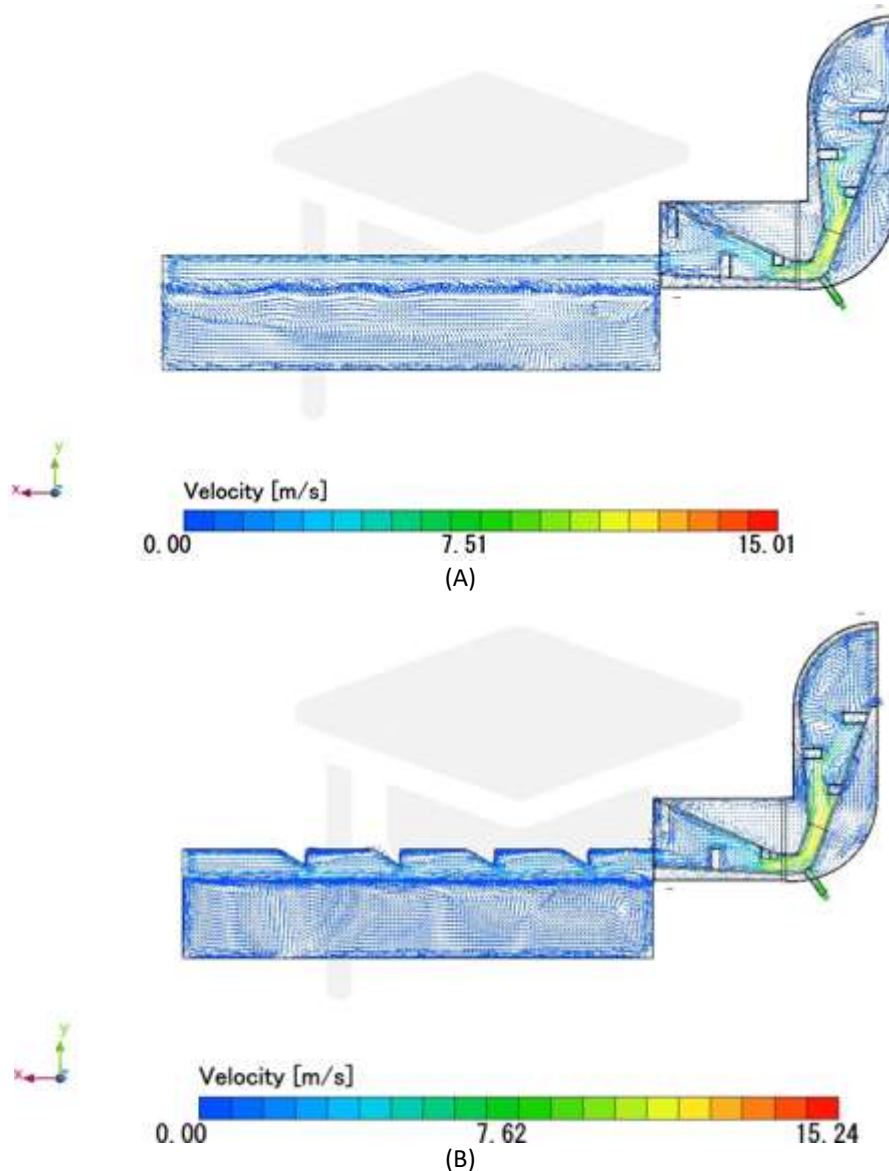 y
x
z
Velocity [m/s]
0.00 7.51 15.01
(A)
y
x
z
Velocity [m/s]
0.00 7.62 15.24
(B)